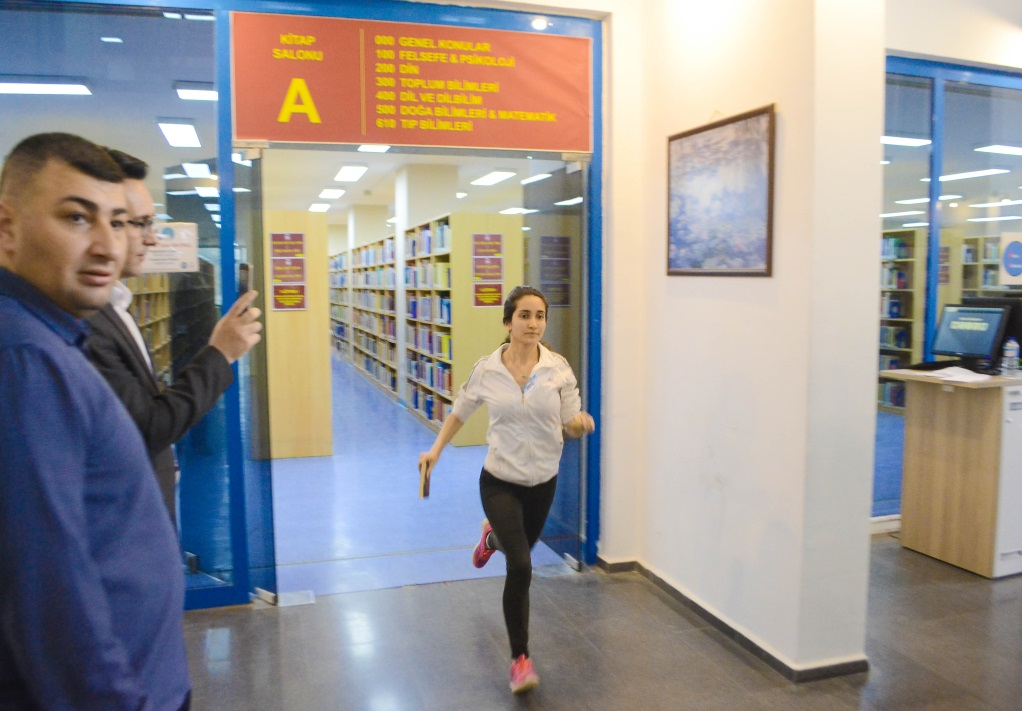 KİTAP
SALONU
A
000 GENEL KONULAR
100 FELSEFE & PSİKOLOJİ
200 DİN
300 TOPLUM BİLİMLERİ
400 DİL VE DİLBİLİM
500 DOĞA BİLİMLERİ & MATEMATİK
610 TIP BİLİMLERİ